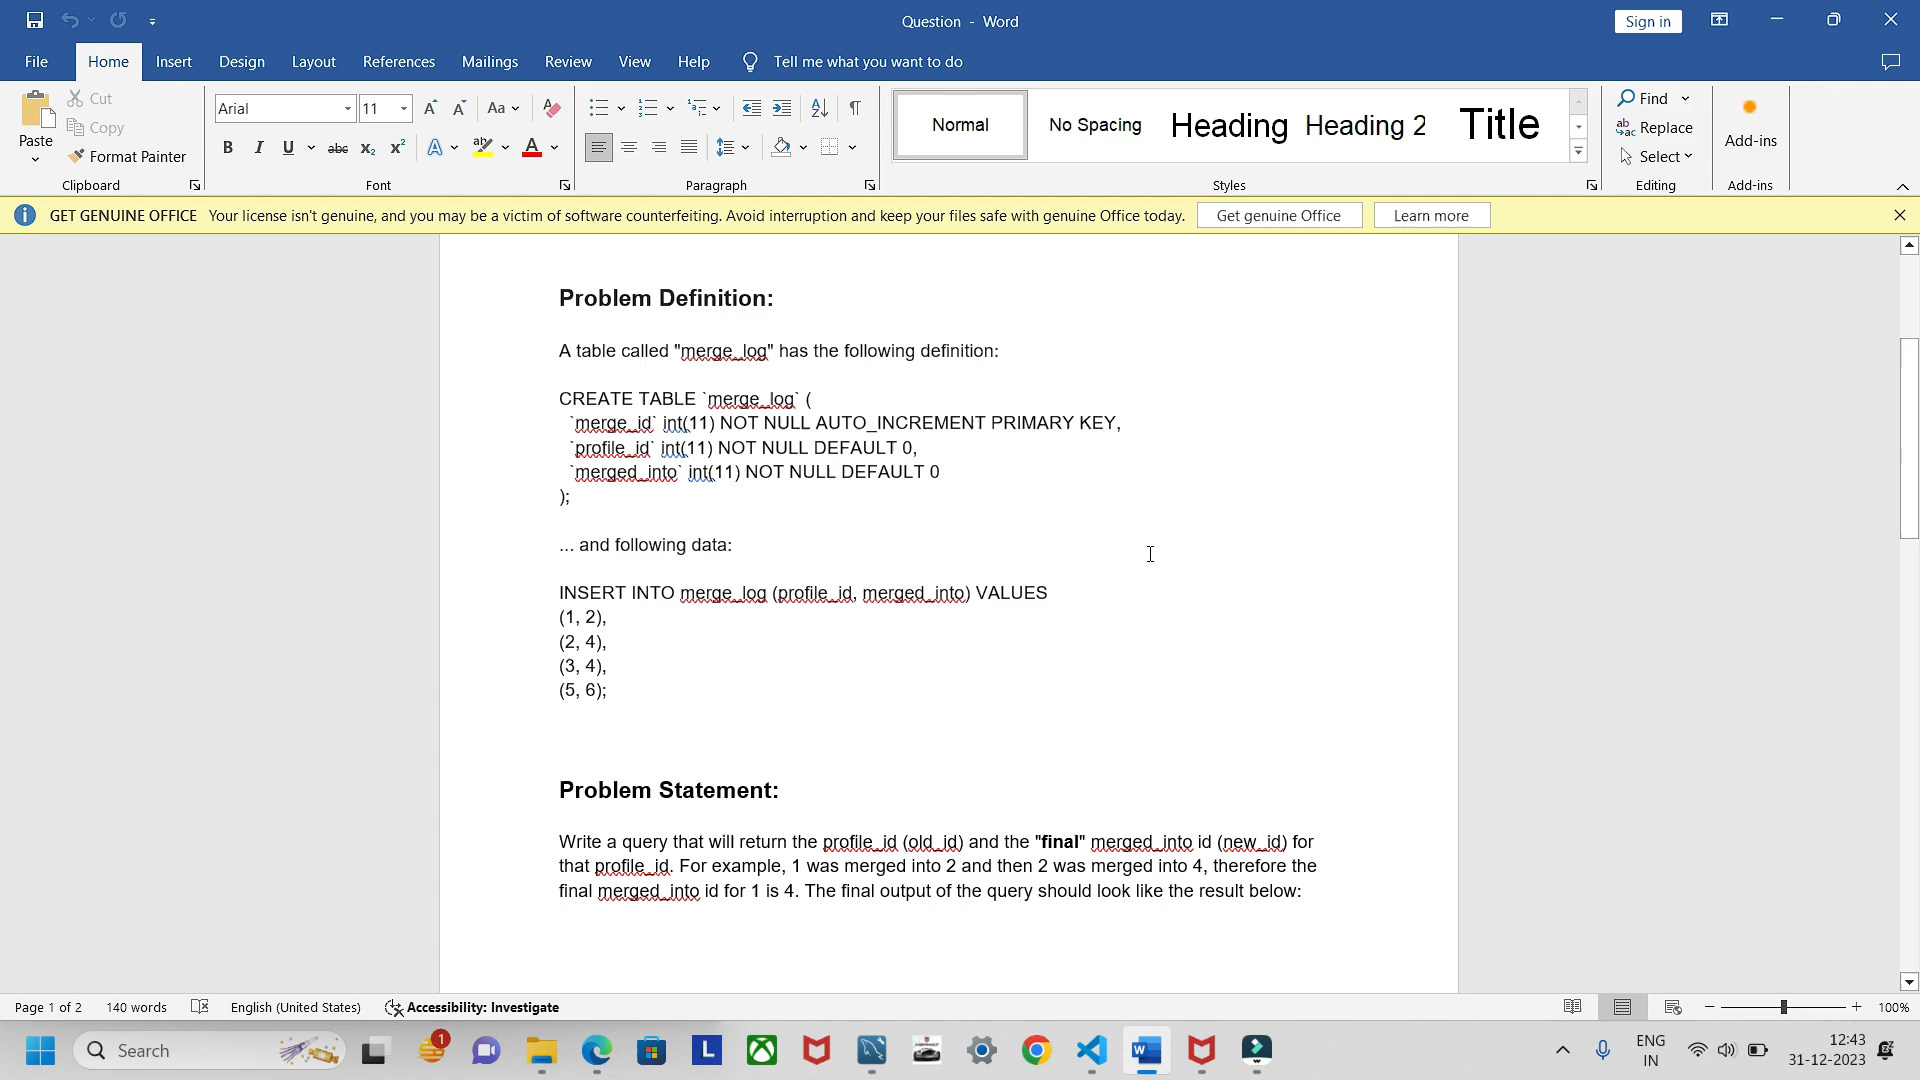 Question - Word
Sign in
File Home Insert Design Layout References Mailings Review View Help Tell me what you want to do
Paste
Cut
Copy
Format Painter
Clipboard
Arial 11 Aa
B I U abc x₂ x² A ab A
Font
Paragraph
Normal No Spacing Heading Heading 2 Title
Styles
Find
Replace
Select
Editing
Add-ins
Add-ins
GET GENUINE OFFICE Your license isn't genuine, and you may be a victim of software counterfeiting. Avoid interruption and keep your files safe with genuine Office today. Get genuine Office Learn more
Problem Definition:
A table called "merge_log" has the following definition:
CREATE TABLE `merge_log` (
`merge_id` int(11) NOT NULL AUTO_INCREMENT PRIMARY KEY,
`profile_id` int(11) NOT NULL DEFAULT 0,
`merged_into` int(11) NOT NULL DEFAULT 0
);
... and following data:
INSERT INTO merge_log (profile_id, merged_into) VALUES
(1, 2),
(2, 4),
(3, 4),
(5, 6);
Problem Statement:
Write a query that will return the profile_id (old_id) and the "final" merged_into id (new_id) for
that profile_id. For example, 1 was merged into 2 and then 2 was merged into 4, therefore the
final merged_into id for 1 is 4. The final output of the query should look like the result below:
Page 1 of 2 140 words English (United States) Accessibility: Investigate 100%
Search 1 L W
ENG
IN
12:43
31-12-2023